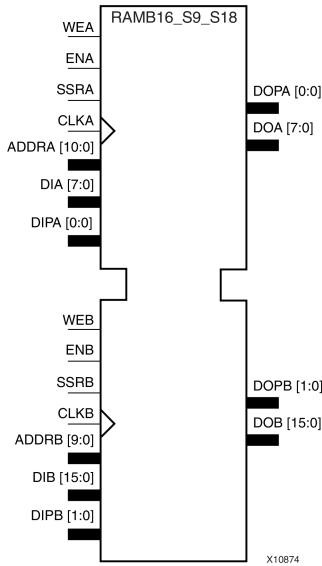 RAMB16_S9_S18
WEA
ENA
SSRA
CLKA
ADDRA [10:0]
DIA [7:0]
DIPA [0:0]
DOPA [0:0]
DOA [7:0]
WEB
ENB
SSRB
CLKB
ADDRB [9:0]
DIB [15:0]
DIPB [1:0]
DOPB [1:0]
DOB [15:0]
X10874